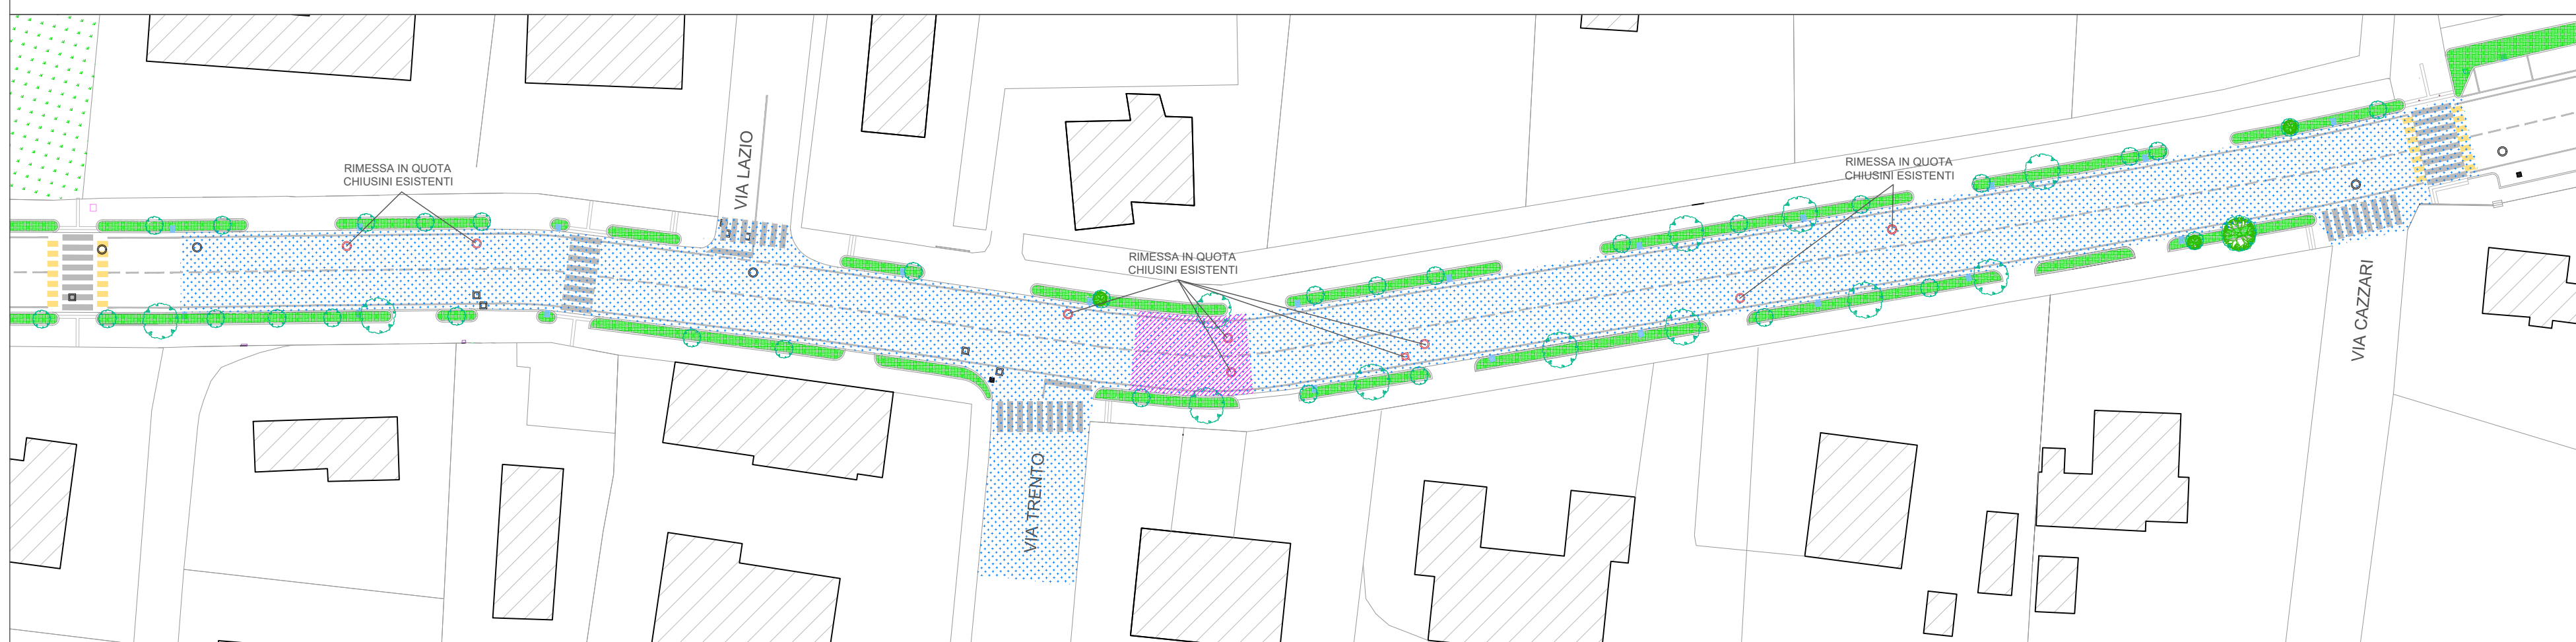 RIMESSA IN QUOTA
CHIUSINI ESISTENTI
VIA LAZIO
RIMESSA IN QUOTA
CHIUSINI ESISTENTI
VIA TRENTO
RIMESSA IN QUOTA
CHIUSINI ESISTENTI
VIA CAZZARI